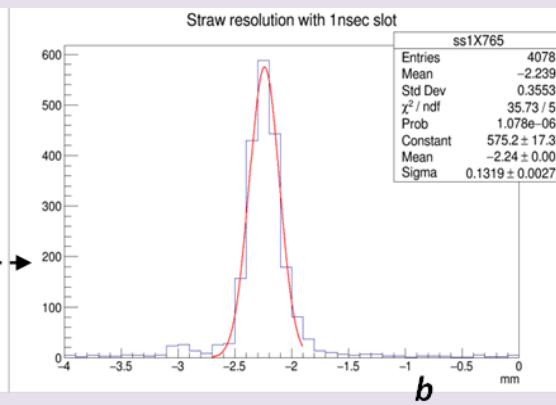 Straw resolution with 1nsec slot
ss1X765
Entries 4078
Mean −2.239
Std Dev 0.3553
χ² / ndf 35.73 / 5
Prob 1.078e−06
Constant 575.2 ± 17.3
Mean −2.24 ± 0.00
Sigma 0.1319 ± 0.0027
600
500
400
300
200
100
0
−4 −3.5 −3 −2.5 −2 −1.5 −1 −0.5 0
mm
b